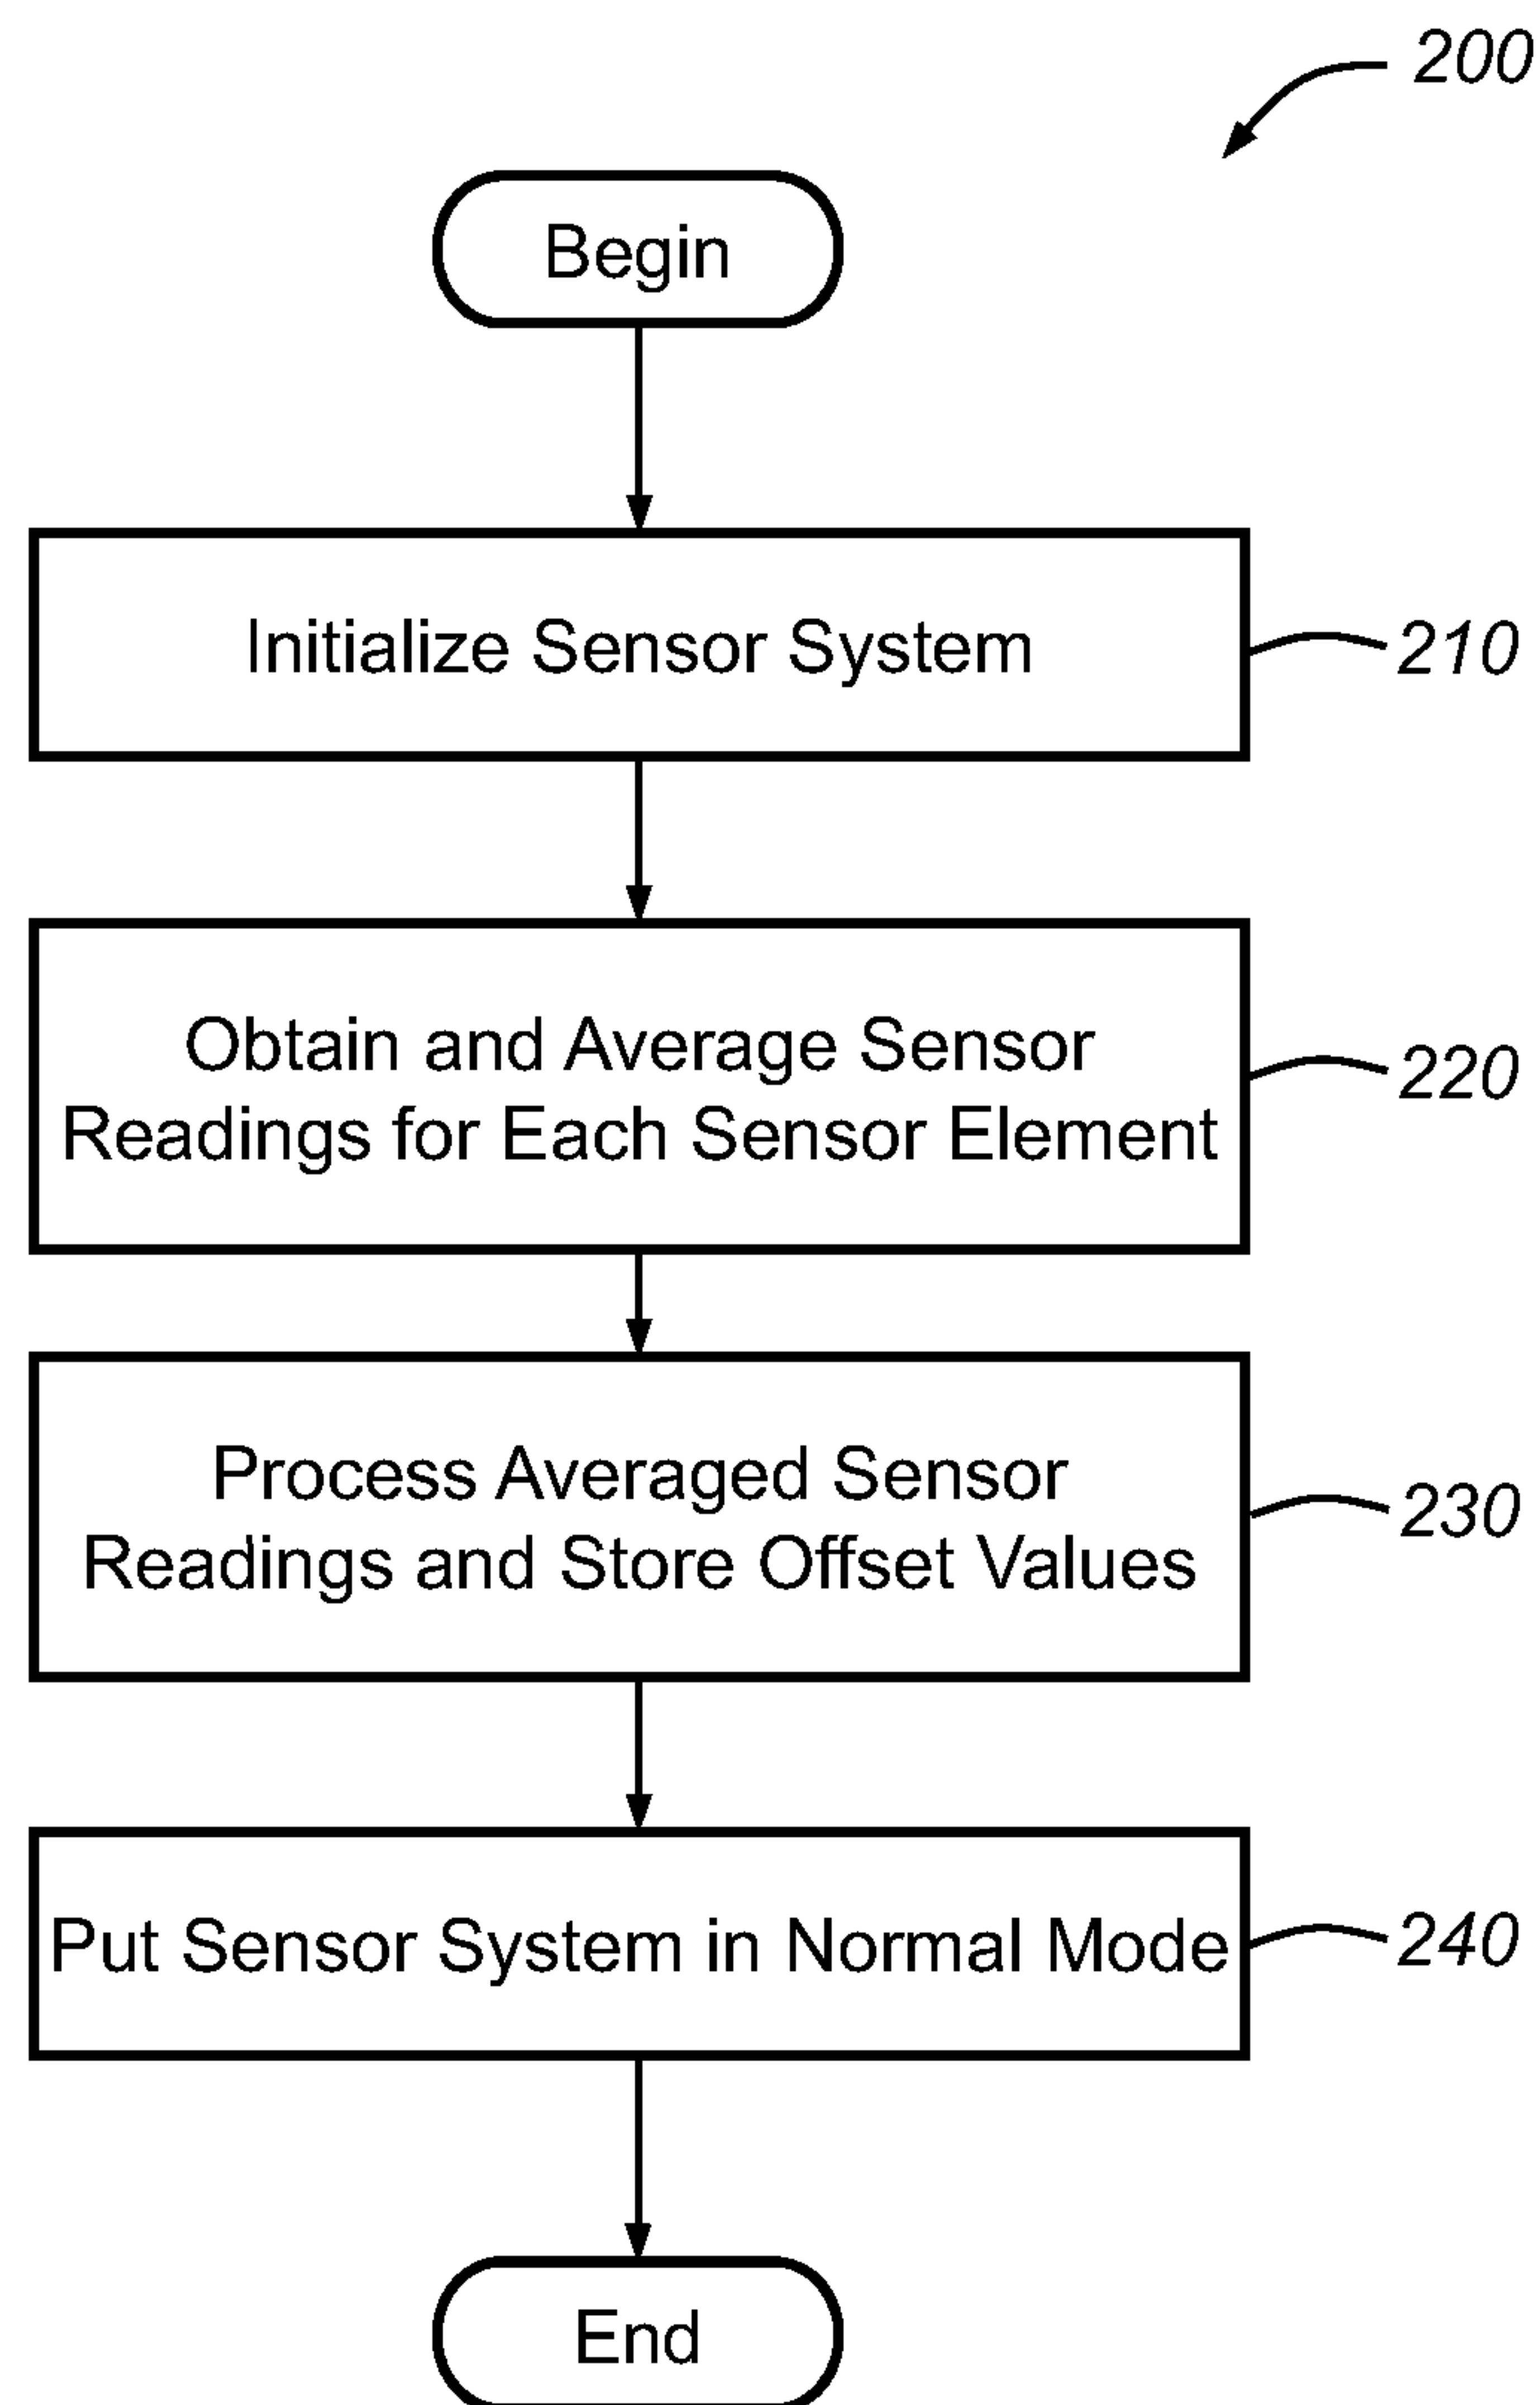 200
Begin
Initialize Sensor System
210
Obtain and Average Sensor
Readings for Each Sensor Element
220
Process Averaged Sensor
Readings and Store Offset Values
230
Put Sensor System in Normal Mode
240
End